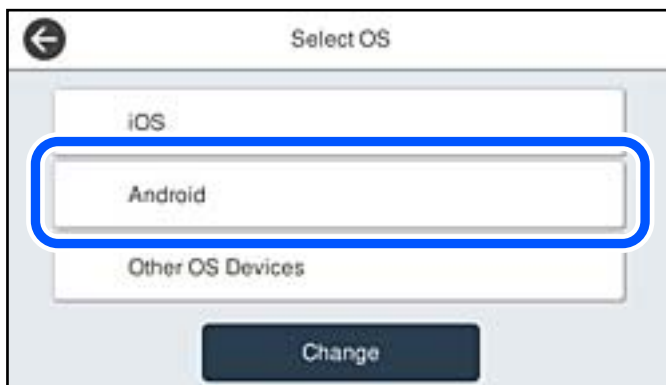 Select OS
iOS
Android
Other OS Devices
Change